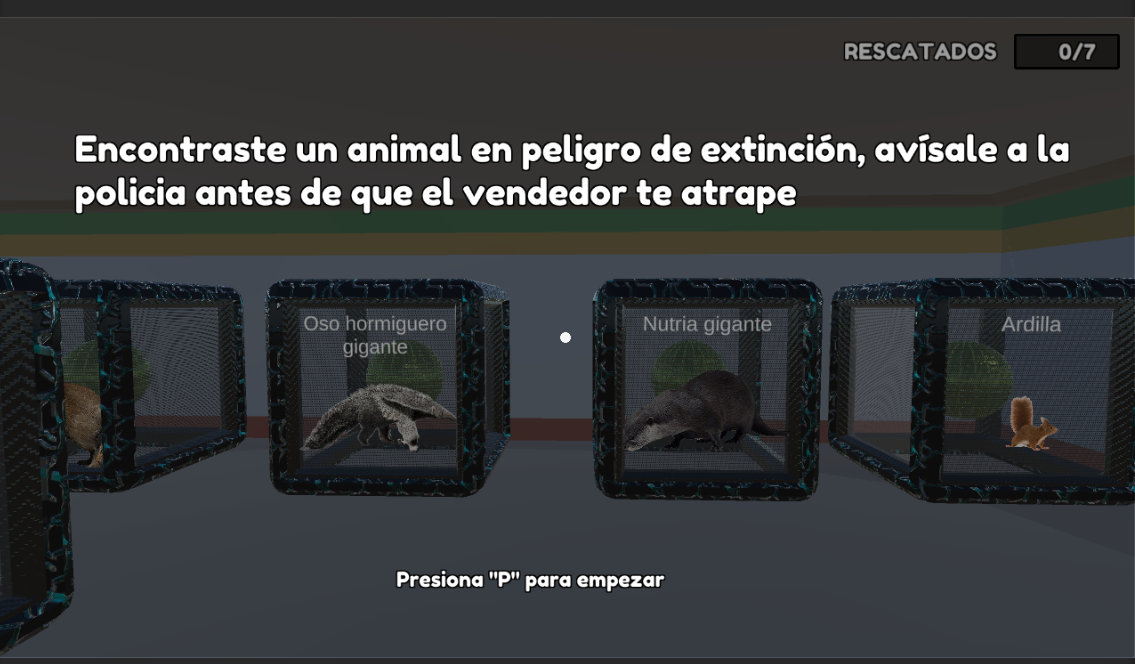 RESCATADOS 0/7
Encontraste un animal en peligro de extinción, avísale a la
policia antes de que el vendedor te atrape
Oso hormiguero
gigante
Nutria gigante
Ardilla
Presiona "P" para empezar